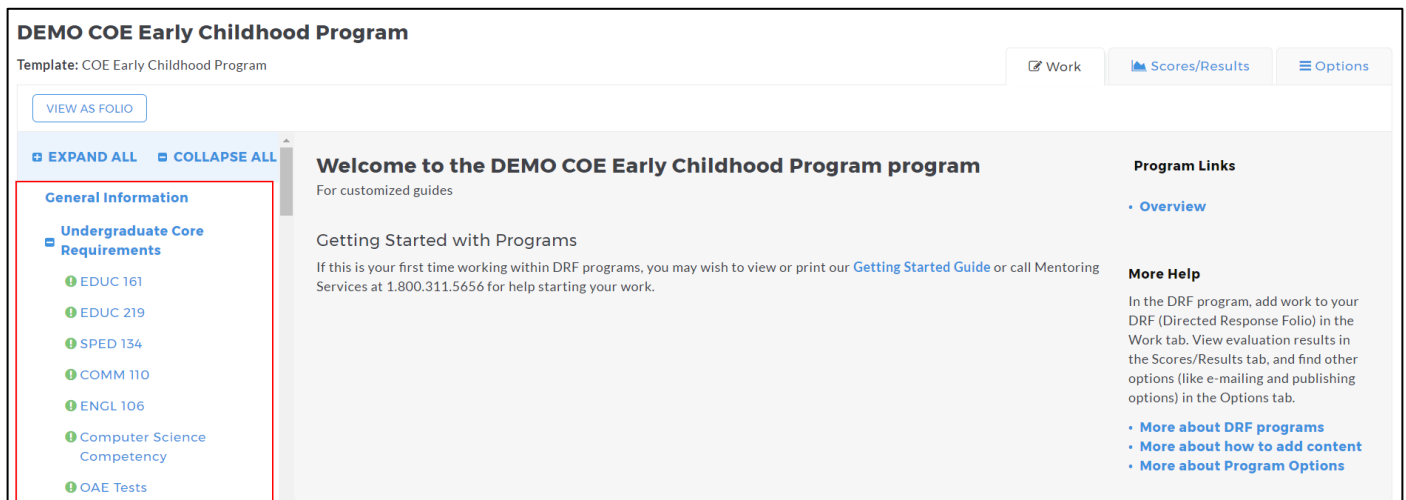 DEMO COE Early Childhood Program
Template: COE Early Childhood Program
Work
Scores/Results
Options
VIEW AS FOLIO
EXPAND ALL
COLLAPSE ALL
General Information
Undergraduate Core
Requirements
EDUC 161
EDUC 219
SPED 134
COMM 110
ENGL 106
Computer Science
Competency
OAE Tests
Welcome to the DEMO COE Early Childhood Program program
For customized guides
Getting Started with Programs
If this is your first time working within DRF programs, you may wish to view or print our Getting Started Guide or call Mentoring
Services at 1.800.311.5656 for help starting your work.
Program Links
• Overview
More Help
In the DRF program, add work to your
DRF (Directed Response Folio) in the
Work tab. View evaluation results in
the Scores/Results tab, and find other
options (like e-mailing and publishing
options) in the Options tab.
• More about DRF programs
• More about how to add content
• More about Program Options